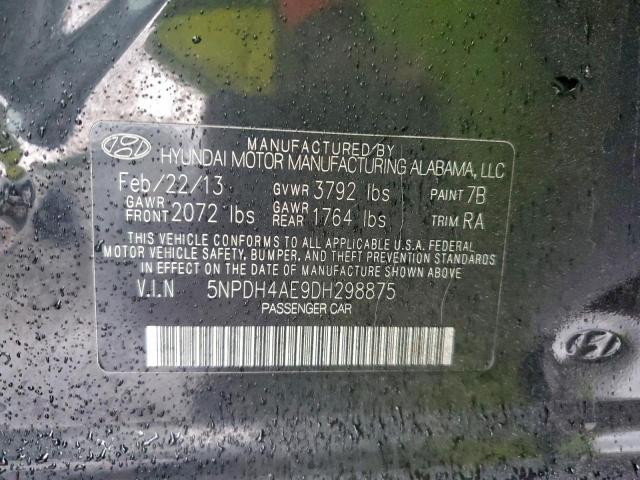 MANUFACTURED BY
HYUNDAI MOTOR MANUFACTURING ALABAMA, LLC
Feb/22/13 GVWR 3792 lbs PAINT 7B
GAWR FRONT 2072 lbs GAWR REAR 1764 lbs TRIM RA
THIS VEHICLE CONFORMS TO ALL APPLICABLE U.S.A. FEDERAL
MOTOR VEHICLE SAFETY, BUMPER, AND THEFT PREVENTION
STANDARDS IN EFFECT ON THE DATE OF MANUFACTURE SHOWN ABOVE
V.I.N 5NPDH4AE9DH298875
PASSENGER CAR